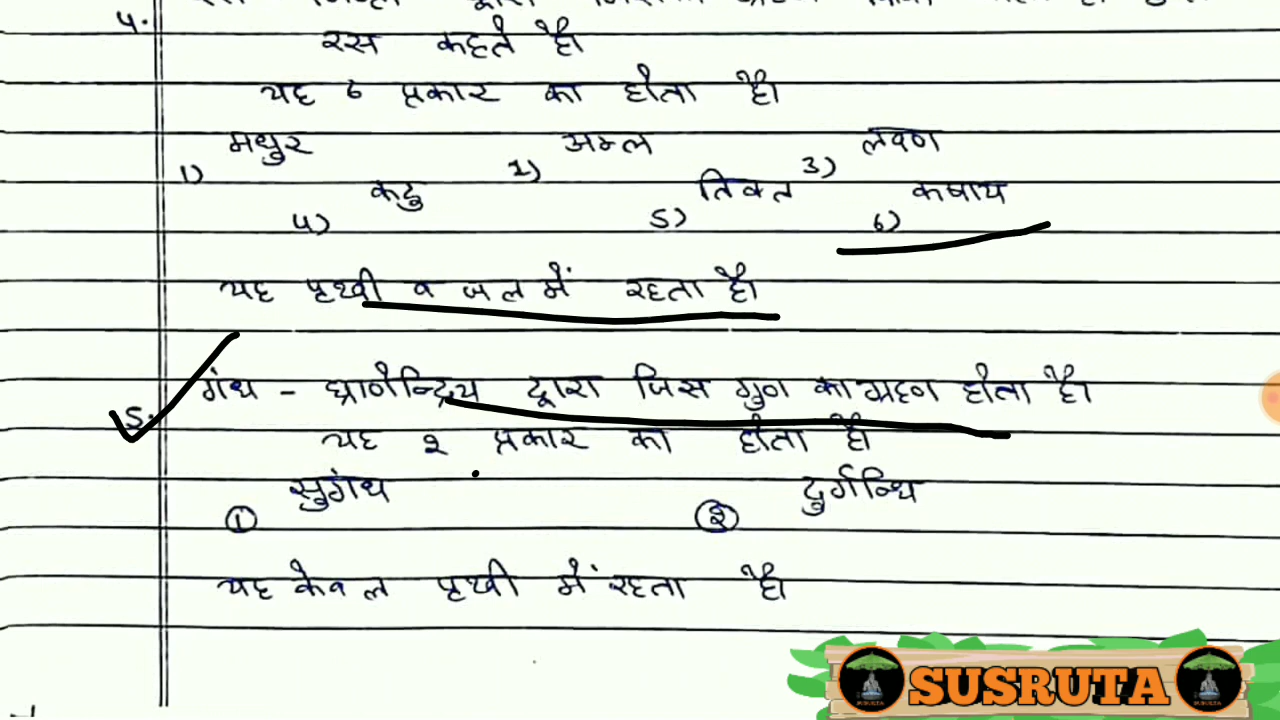 4.
रस कहते है।
यह 6 प्रकार का होता है।
1) मधुर 2) अम्ल 3) लवण
4) कटु 5) तिक्त 6) कषाय
यह पृथ्वी व जल में रहता है।
5. गंध - घ्राणेन्द्रिय द्वारा जिस गुण का ग्रहण होता है।
यह २ प्रकार का होता है।
① सुगंध ② दुर्गन्धि
यह केवल पृथ्वी में रहता है।
SUSRUTA